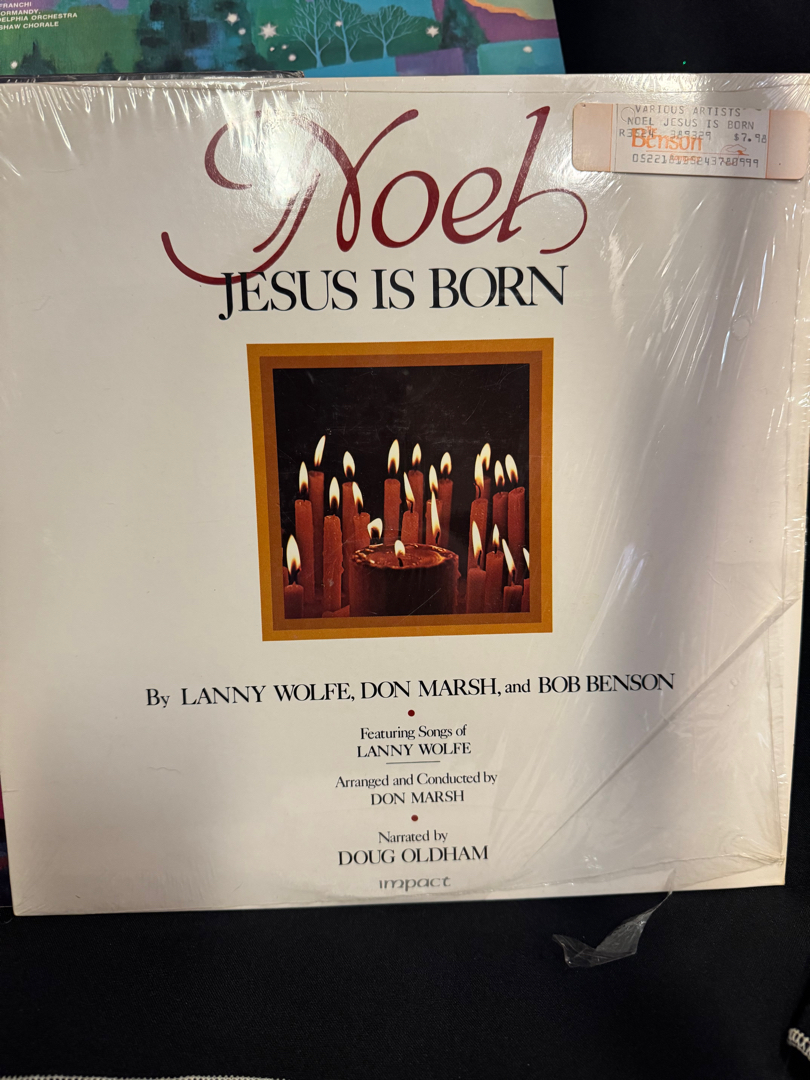 FRANCHI
ORMANDY,
DELPHIA ORCHESTRA
SHAW CHORALE
Noel
JESUS IS BORN
VARIOUS ARTISTS
NOEL JESUS IS BORN
$7.98
Benson
By LANNY WOLFE, DON MARSH, and BOB BENSON
Featuring Songs of
LANNY WOLFE
Arranged and Conducted by
DON MARSH
Narrated by
DOUG OLDHAM
impact